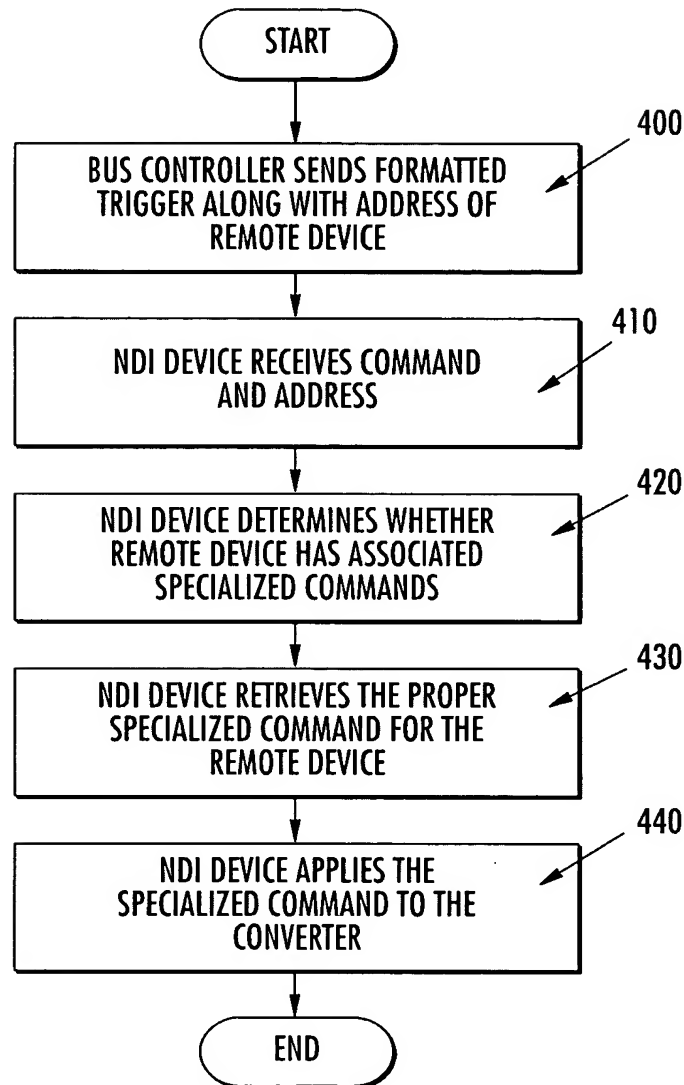 START
400
BUS CONTROLLER SENDS FORMATTED
TRIGGER ALONG WITH ADDRESS OF
REMOTE DEVICE
410
NDI DEVICE RECEIVES COMMAND
AND ADDRESS
420
NDI DEVICE DETERMINES WHETHER
REMOTE DEVICE HAS ASSOCIATED
SPECIALIZED COMMANDS
430
NDI DEVICE RETRIEVES THE PROPER
SPECIALIZED COMMAND FOR THE
REMOTE DEVICE
440
NDI DEVICE APPLIES THE
SPECIALIZED COMMAND TO THE
CONVERTER
END